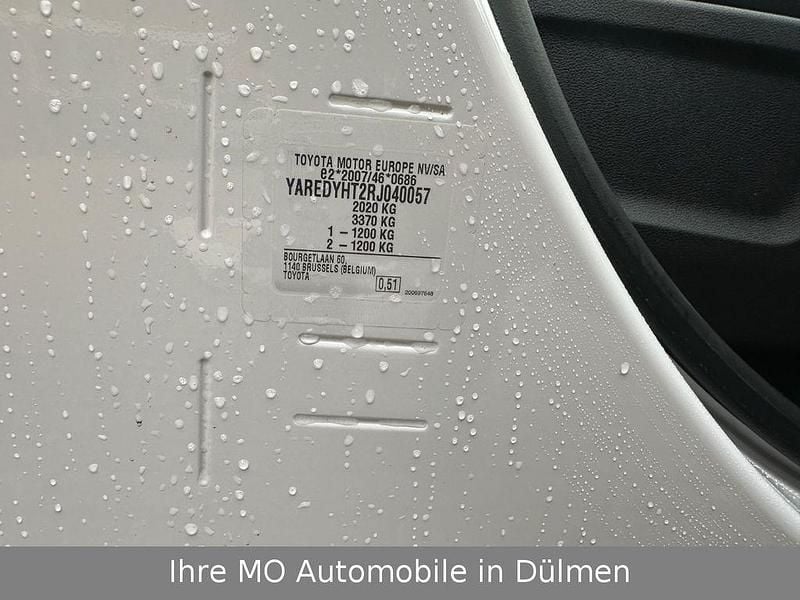 TOYOTA MOTOR EUROPE NV/SA
e2*2007/46*0686
YAREDYHT2RJ040057
2020 KG
3370 KG
1 – 1200 KG
2 – 1200 KG
BOURGETLAAN 60,
1140 BRUSSELS (BELGIUM)
TOYOTA
0,51
200697648
Ihre MO Automobile in Dülmen